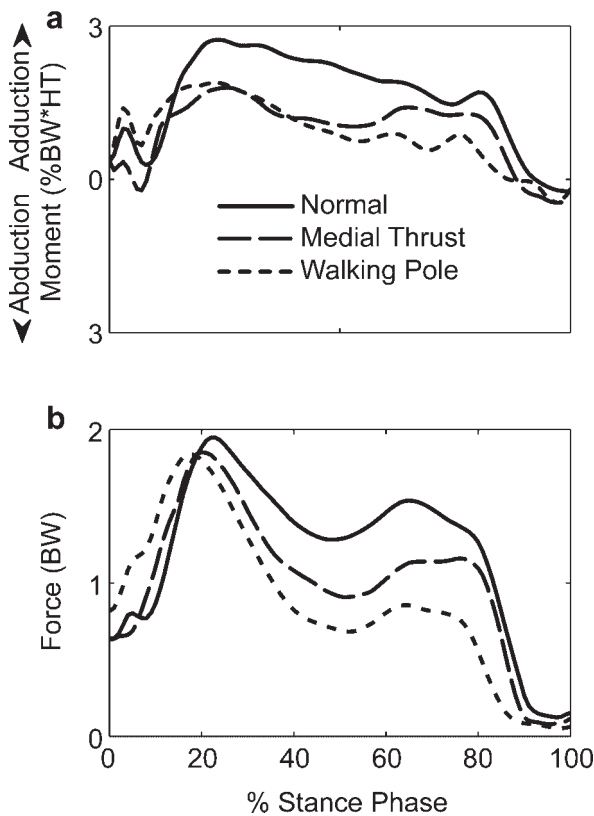 a
Abduction Adduction
Moment (%BW*HT)
3
0
3
Normal
Medial Thrust
Walking Pole
b
Force (BW)
2
1
0
0 20 40 60 80 100
% Stance Phase